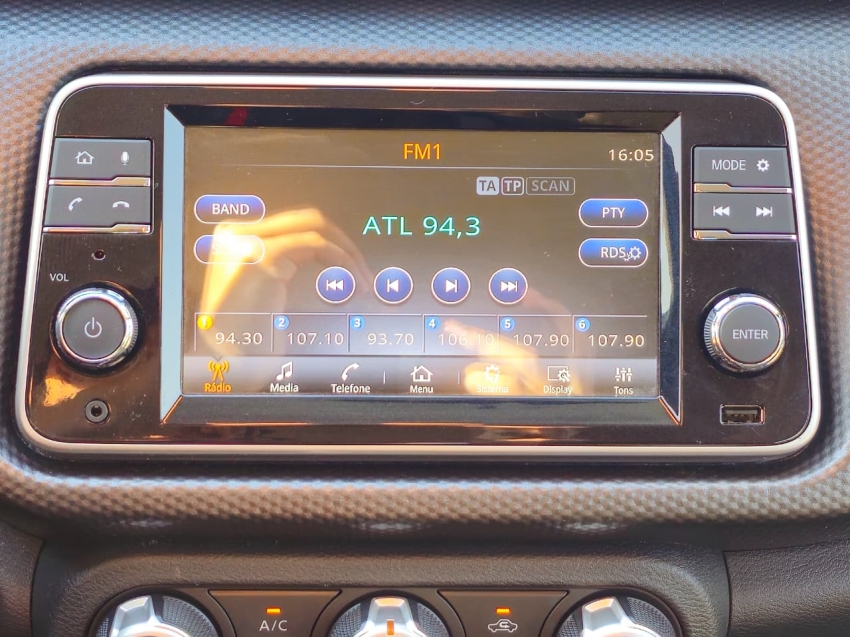 FM1
16:05
TA TP SCAN
BAND
ATL 94,3
PTY
RDS
1 94.30 2 107.10 3 93.70 4 106.10 5 107.90 6 107.90
Rádio Media Telefone Menu Sistema Display Tons
MODE
VOL
ENTER
A/C